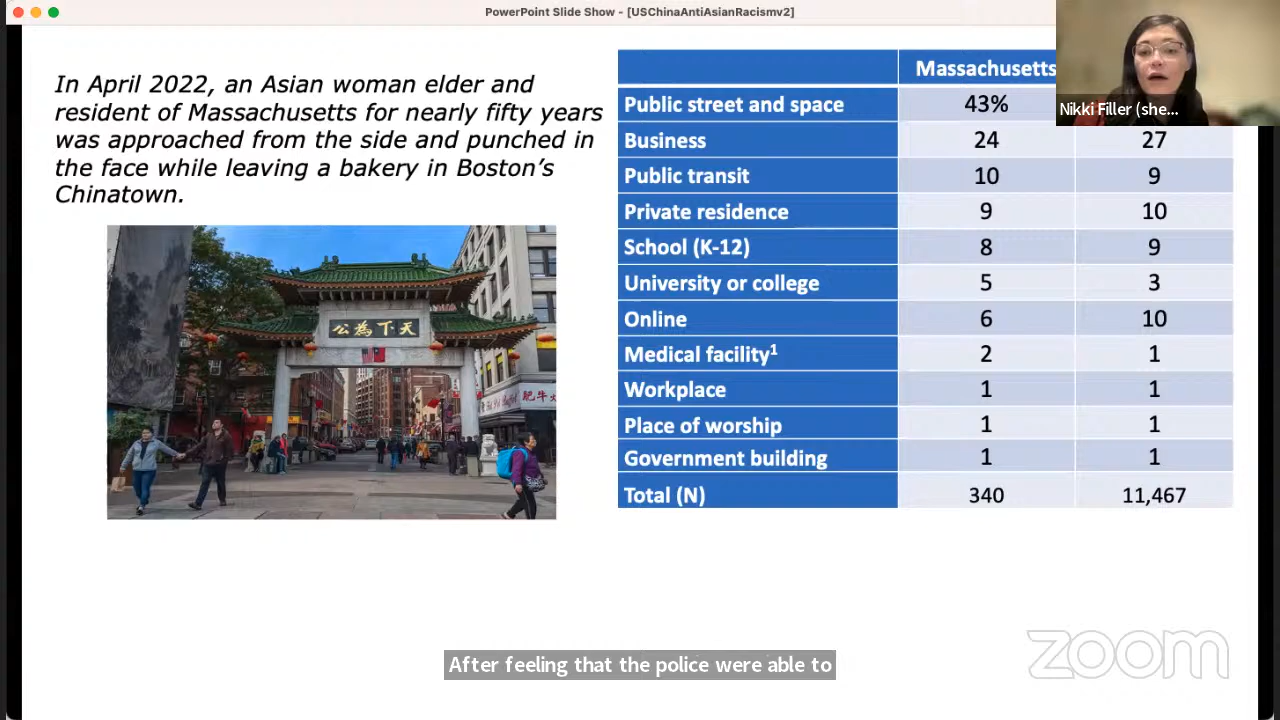 PowerPoint Slide Show - [USChinaAntiAsianRacismv2]
In April 2022, an Asian woman elder and
resident of Massachusetts for nearly fifty years
was approached from the side and punched in
the face while leaving a bakery in Boston’s
Chinatown.
公為下天
肥牛火
Massachusetts
Public street and space 43%
Business 24 27
Public transit 10 9
Private residence 9 10
School (K-12) 8 9
University or college 5 3
Online 6 10
Medical facility¹ 2 1
Workplace 1 1
Place of worship 1 1
Government building 1 1
Total (N) 340 11,467
Nikki Filler (she...
After feeling that the police were able to
zoom